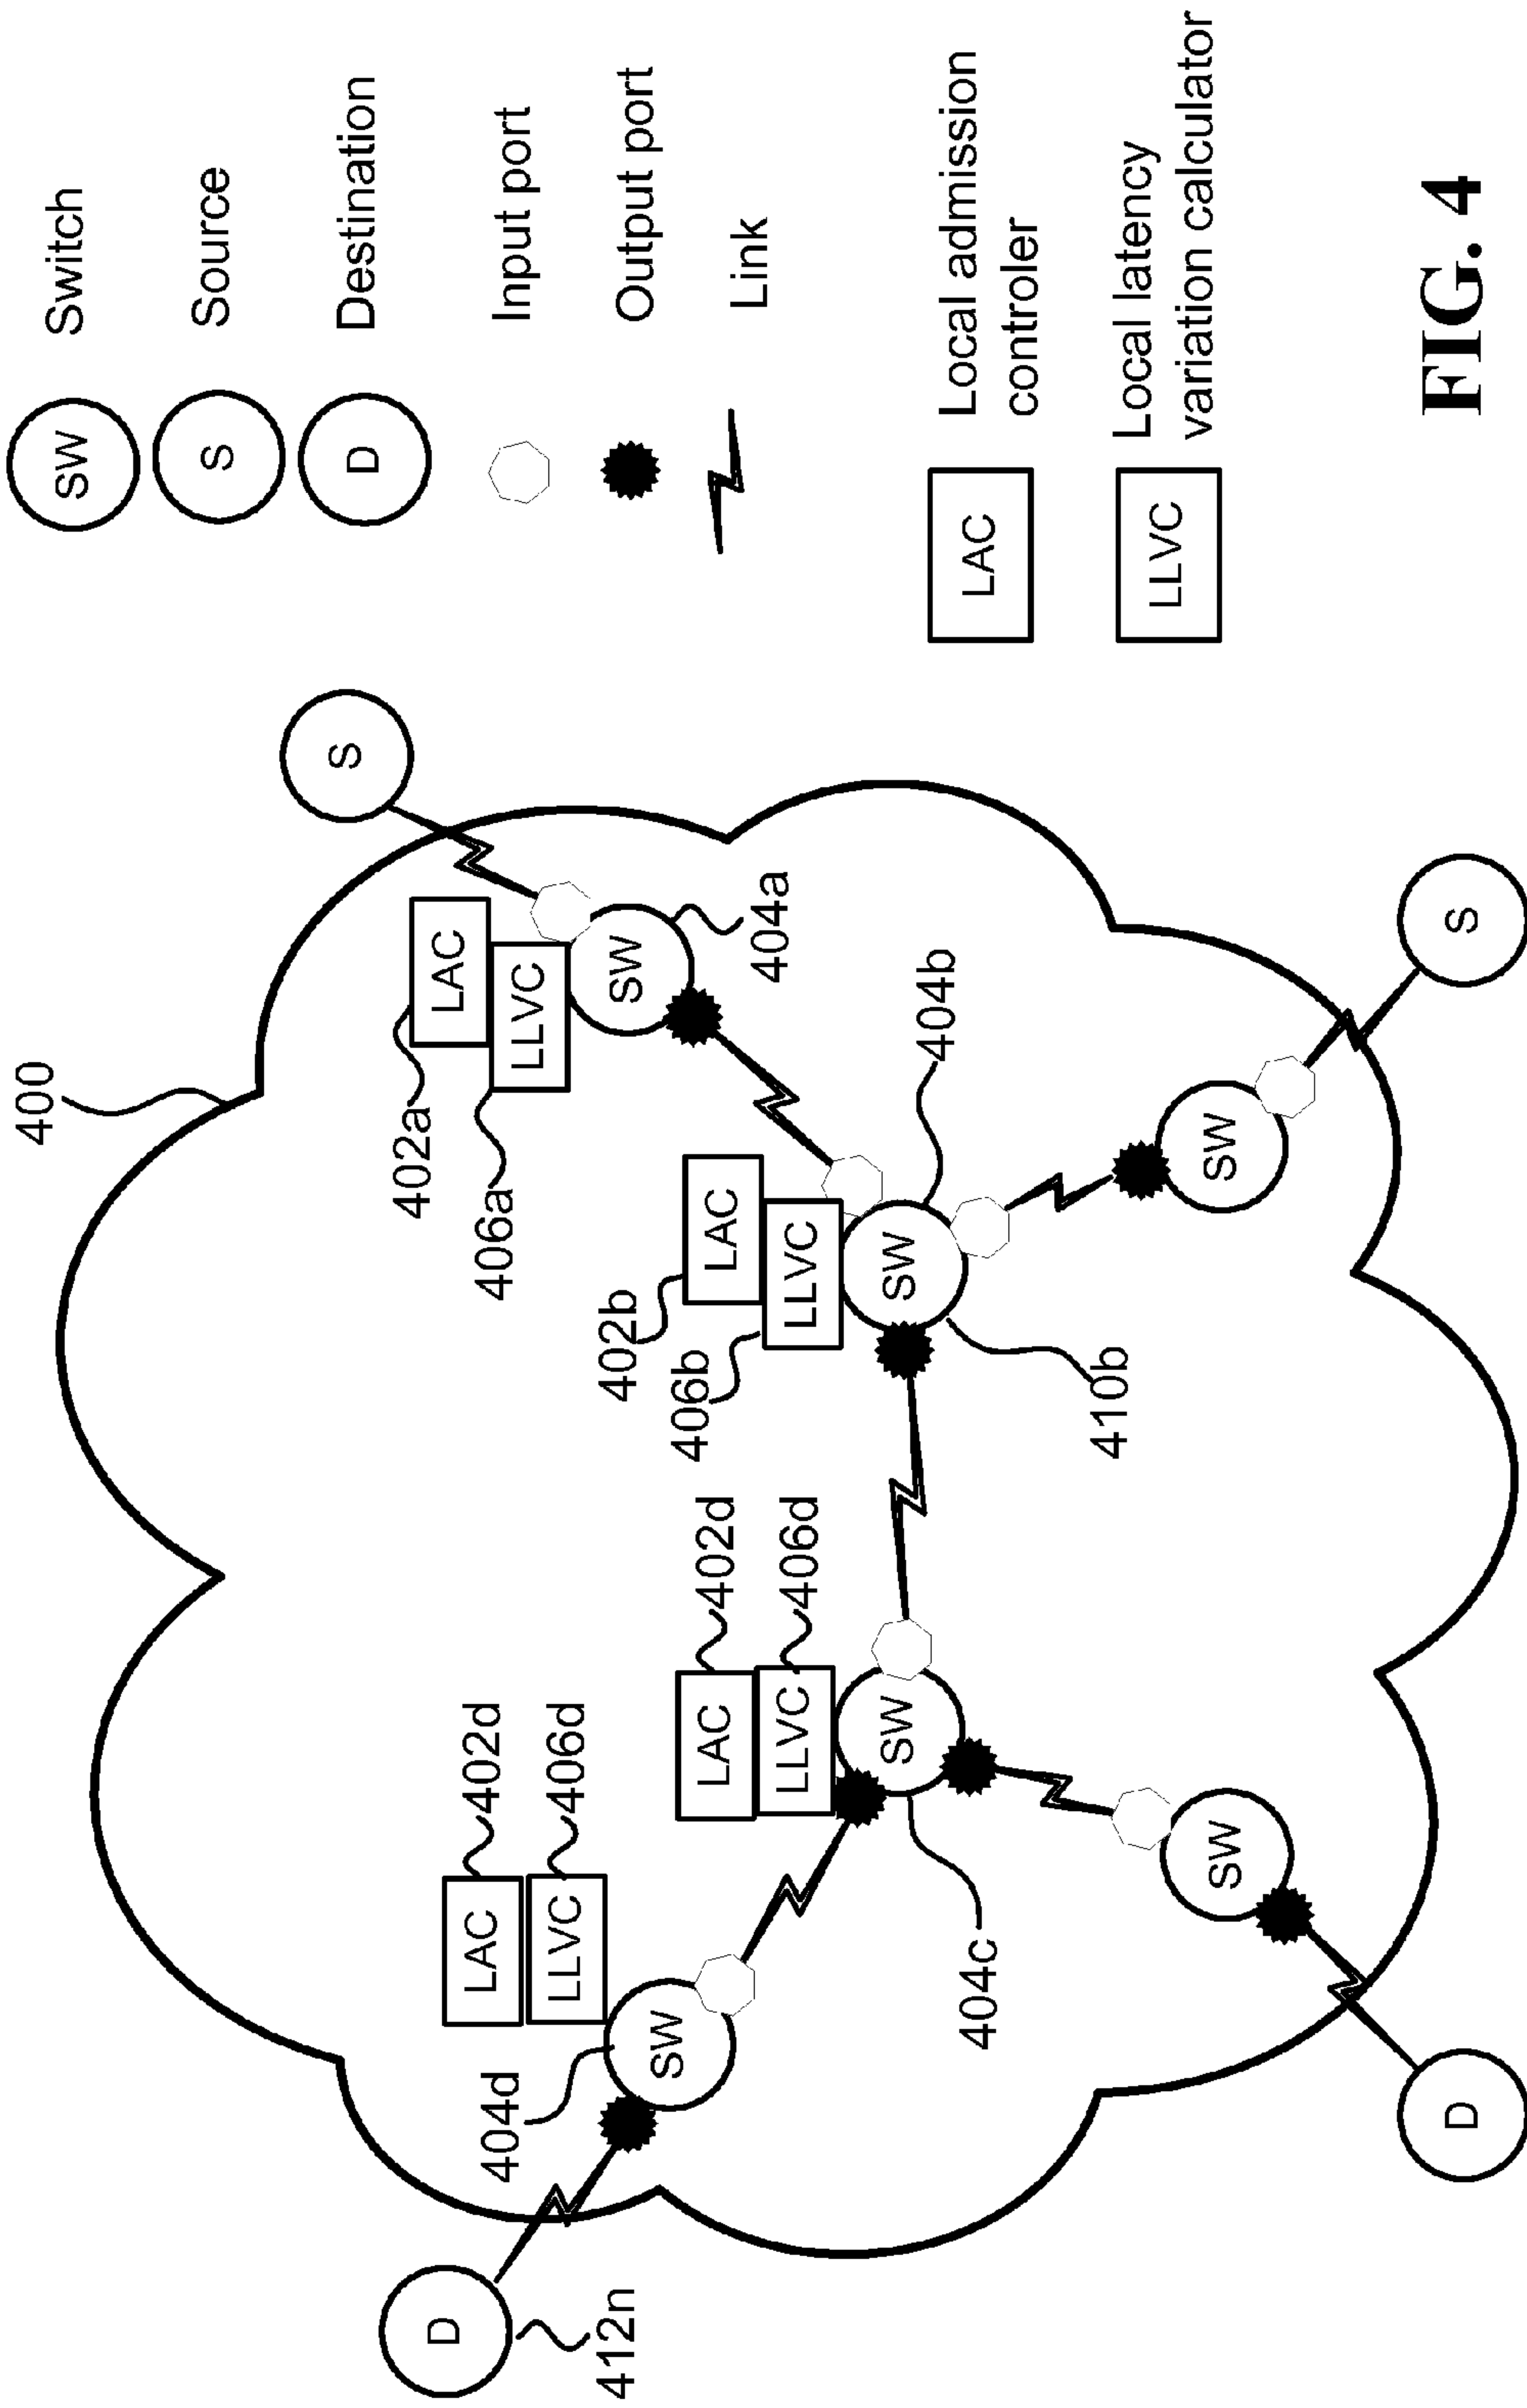 400
S
D
412n
LAC
402d
LLVC
406d
404d
SW
LAC
402a
LLVC
406a
SW
404a
LAC
402d
LLVC
406d
SW
404c
LAC
402b
LLVC
406b
SW
404b
410b
SW
SW
D
S
SW Switch
S Source
D Destination
Input port
Output port
Link
LAC Local admission
controler
LLVC Local latency
variation calculator
FIG. 4